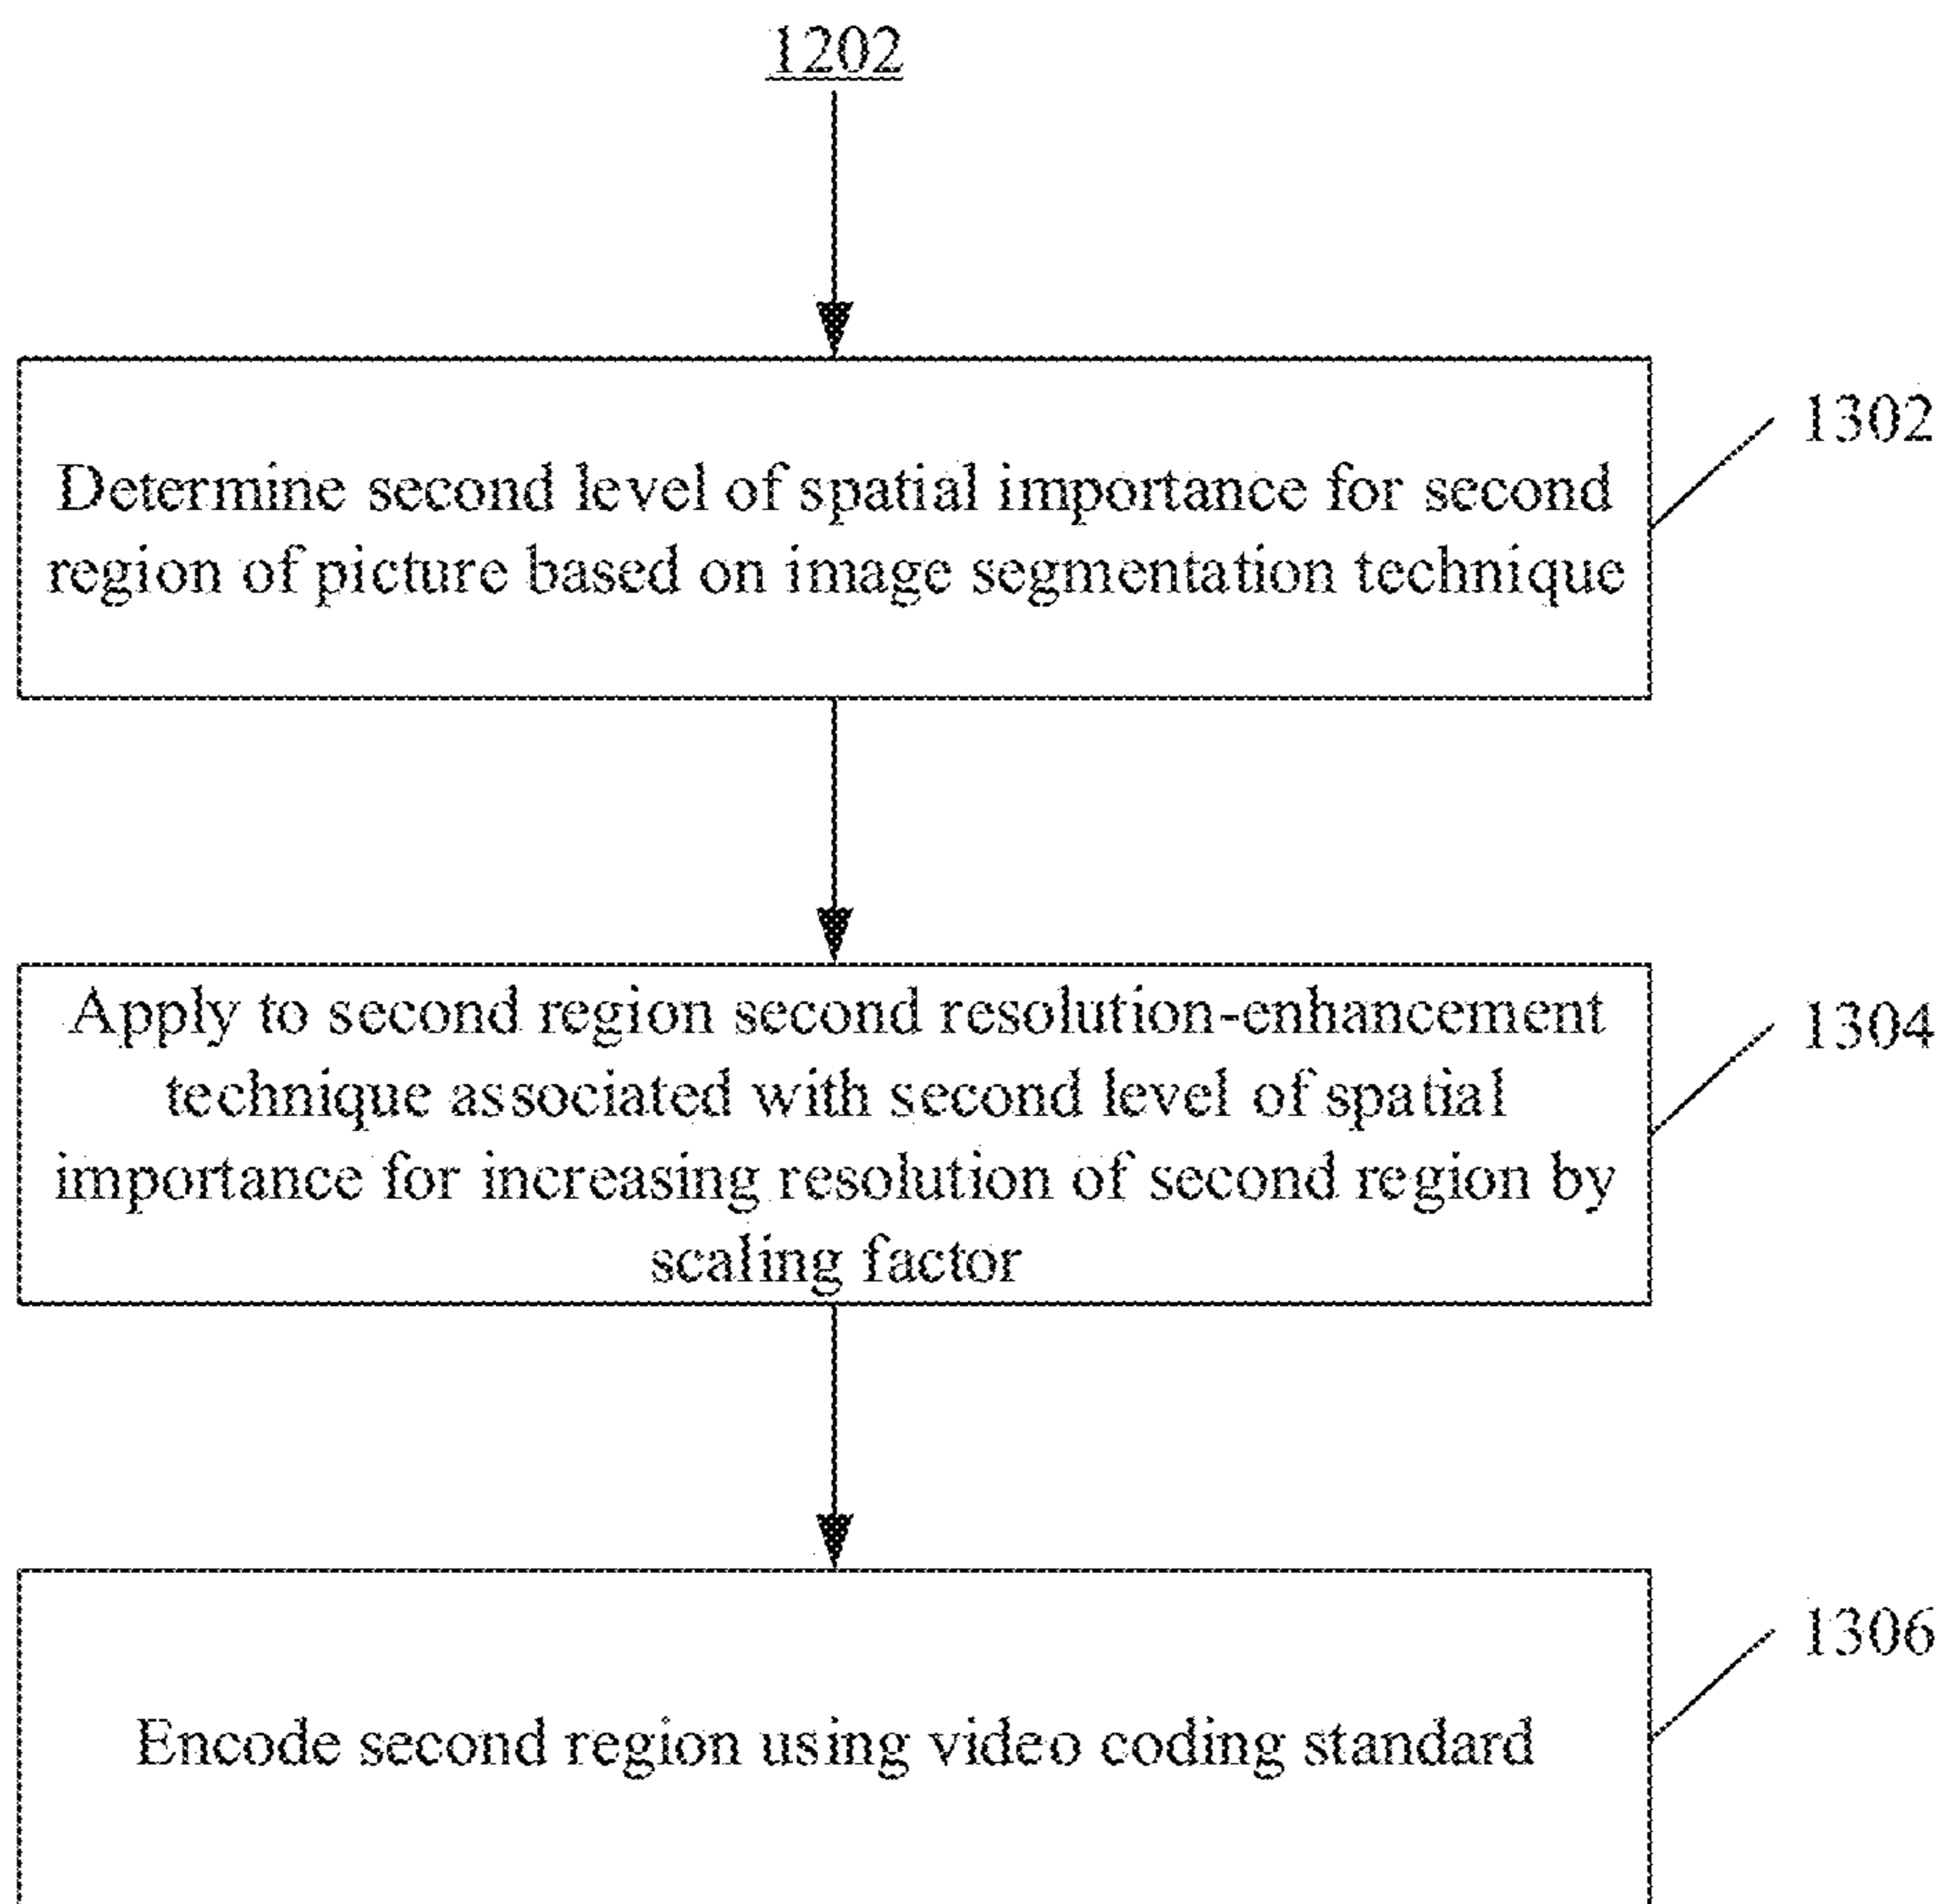 1202
1302
Determine second level of spatial importance for second
region of picture based on image segmentation technique
1304
Apply to second region second resolution-enhancement
technique associated with second level of spatial
importance for increasing resolution of second region by
scaling factor
1306
Encode second region using video coding standard